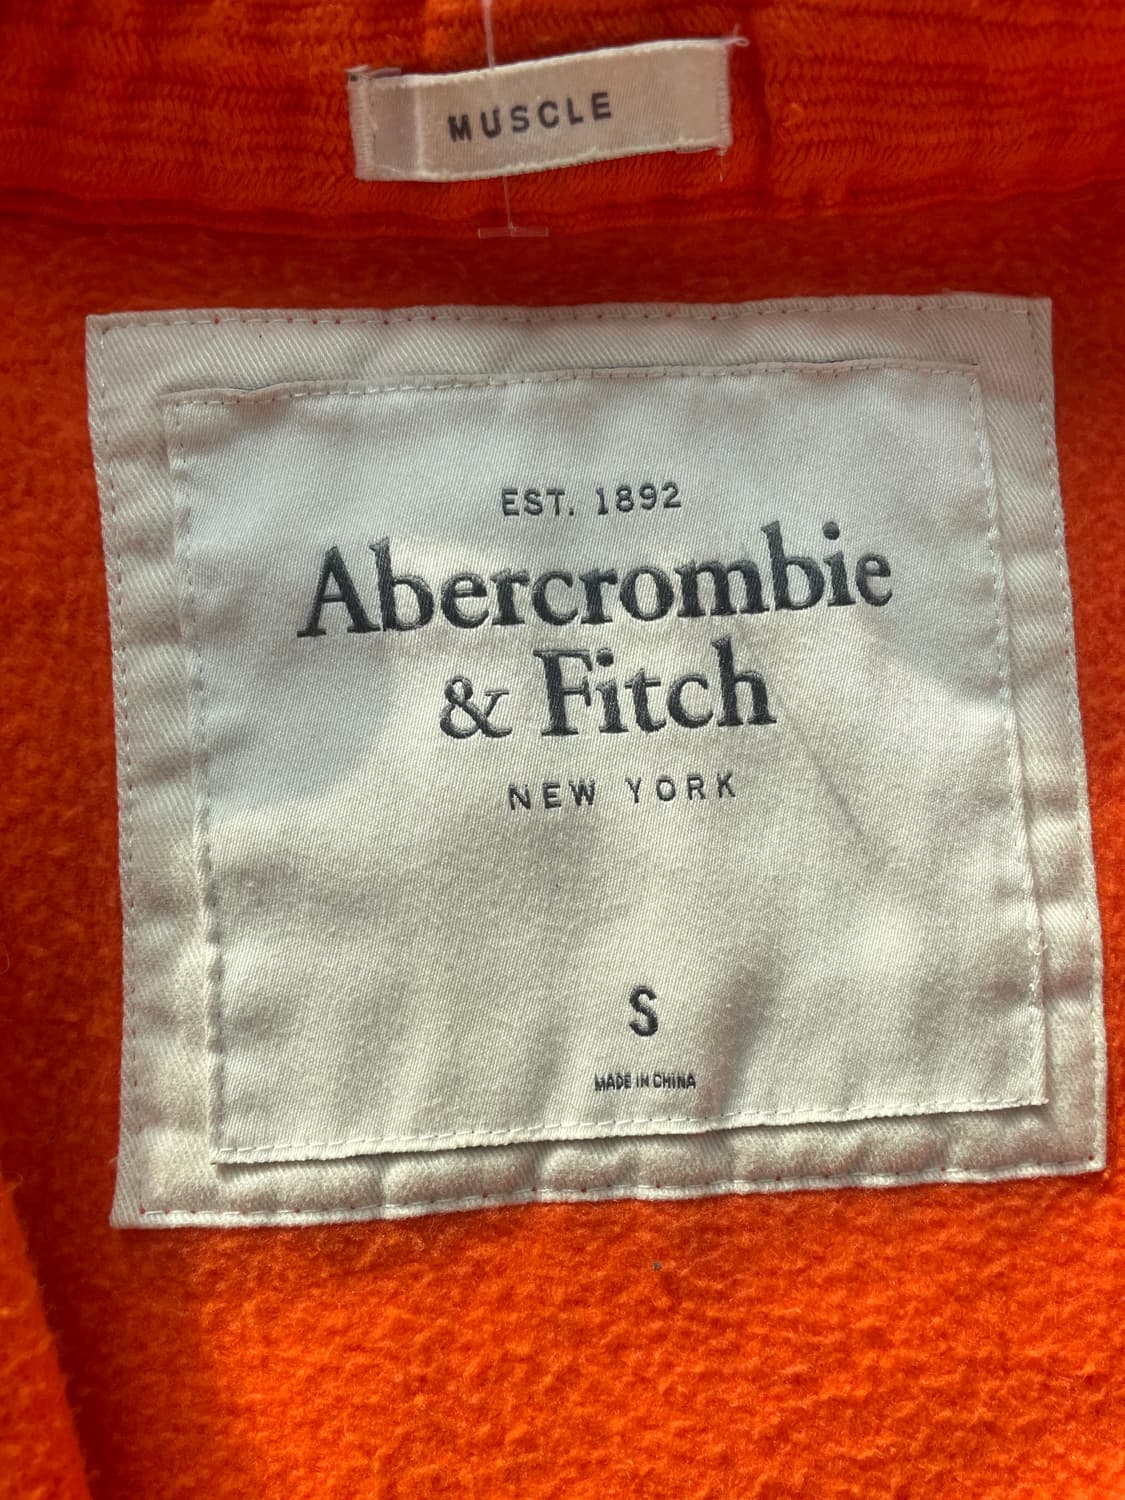 MUSCLE
EST. 1892
Abercrombie
& Fitch
NEW YORK
S
MADE IN CHINA